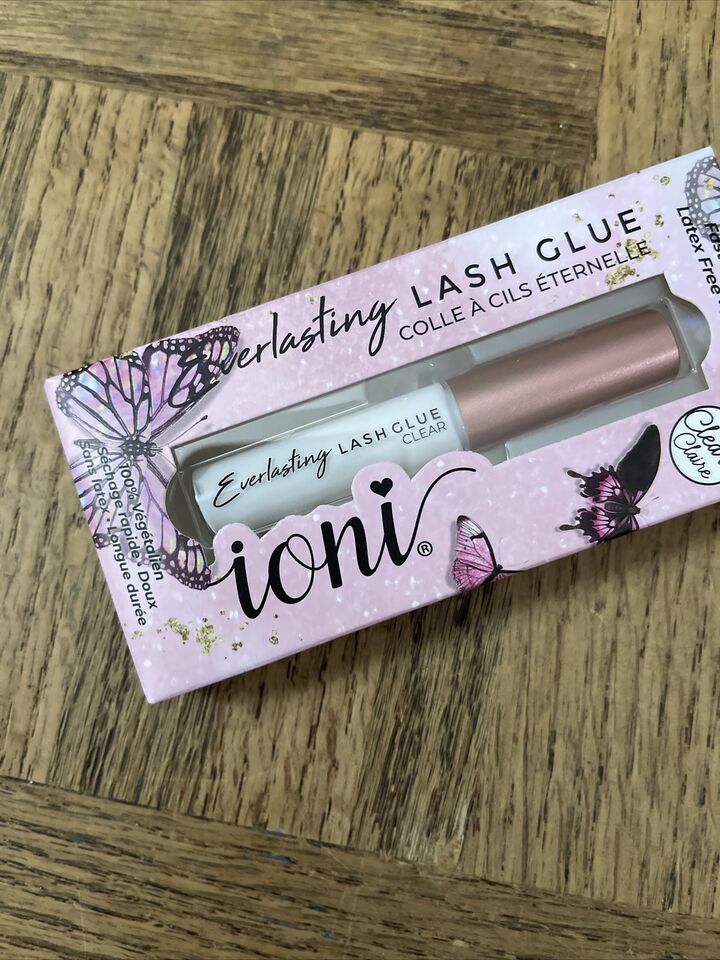 Everlasting LASH GLUE
COLLE À CILS ÉTERNELLE
Everlasting LASH GLUE
CLEAR
ioni®
100% Végétalien
Séchage rapide • Doux
Sans latex • Longue durée
Latex Free
Claire